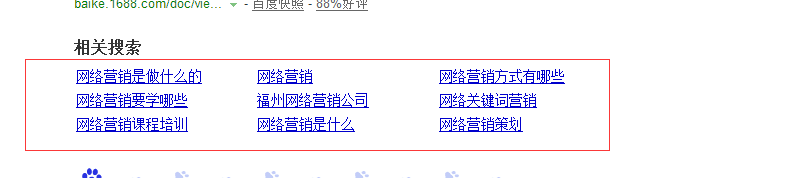 baike.1688.com/doc/vie... - 百度快照 - 88%好评
相关搜索
网络营销是做什么的 网络营销 网络营销方式有哪些
网络营销要学哪些 福州网络营销公司 网络关键词营销
网络营销课程培训 网络营销是什么 网络营销策划